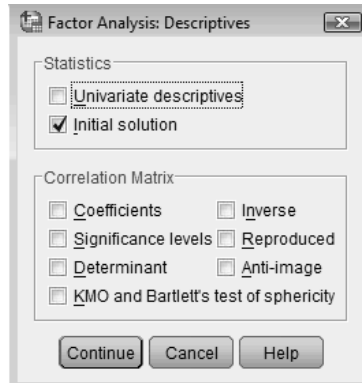 Factor Analysis: Descriptives
Statistics
Univariate descriptives
Initial solution
Correlation Matrix
Coefficients Inverse
Significance levels Reproduced
Determinant Anti-image
KMO and Bartlett's test of sphericity
Continue Cancel Help